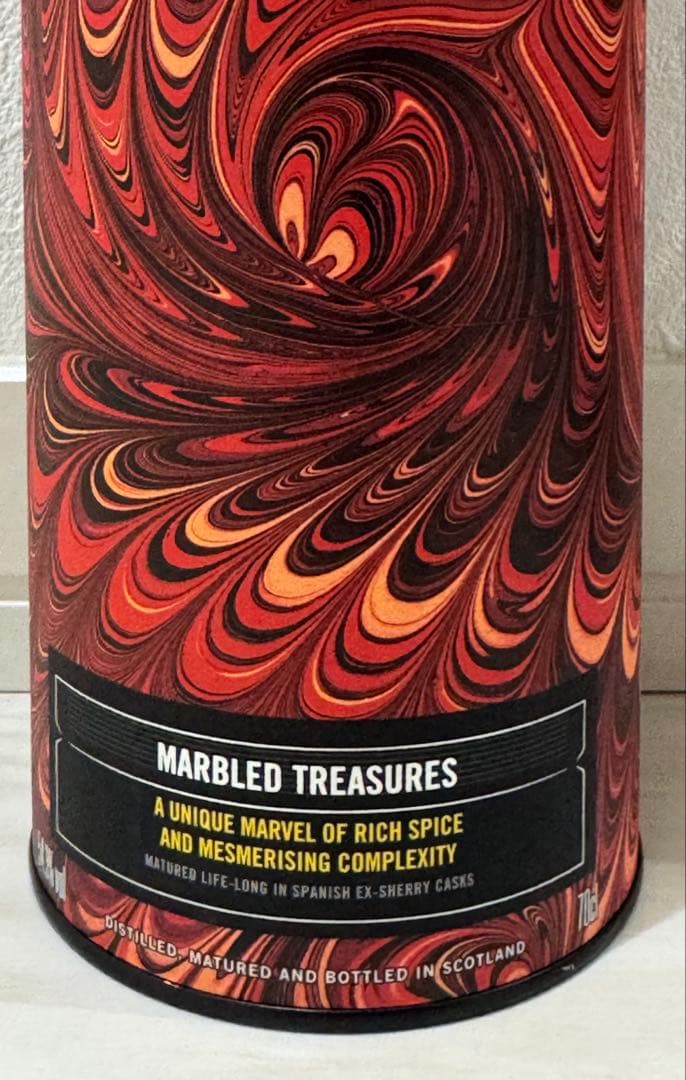 MARBLED TREASURES
A UNIQUE MARVEL OF RICH SPICE
AND MESMERISING COMPLEXITY
MATURED LIFE-LONG IN SPANISH EX-SHERRY CASKS
70cl
DISTILLED, MATURED AND BOTTLED IN SCOTLAND